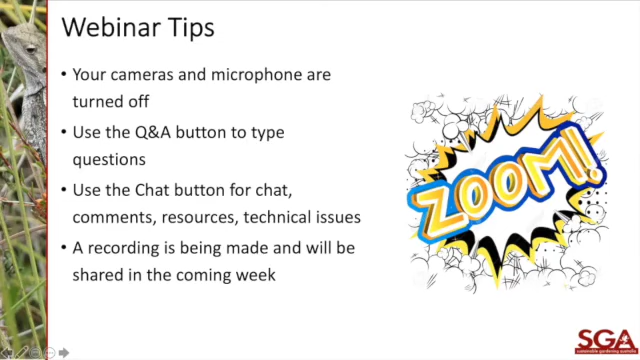 Webinar Tips
• Your cameras and microphone are
turned off
• Use the Q&A button to type
questions
• Use the Chat button for chat,
comments, resources, technical issues
• A recording is being made and will be
shared in the coming week
ZOOM!
SGA
sustainable gardening australia